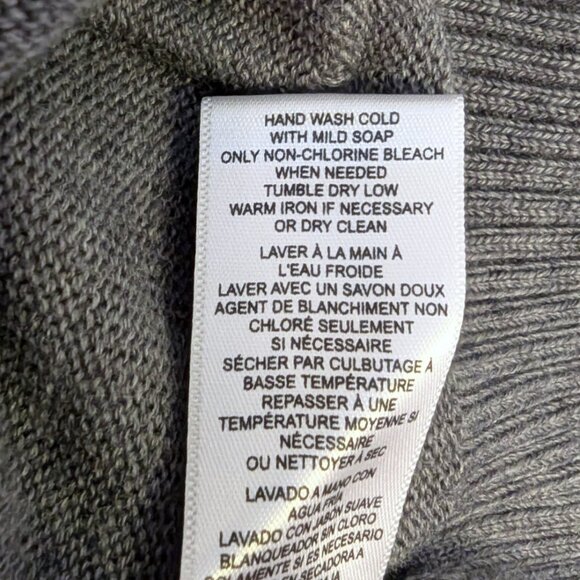 HAND WASH COLD
WITH MILD SOAP
ONLY NON-CHLORINE BLEACH
WHEN NEEDED
TUMBLE DRY LOW
WARM IRON IF NECESSARY
OR DRY CLEAN
LAVER À LA MAIN À
L'EAU FROIDE
LAVER AVEC UN SAVON DOUX
AGENT DE BLANCHIMENT NON
CHLORÉ SEULEMENT
SI NÉCESSAIRE
SÉCHER PAR CULBUTAGE À
BASSE TEMPÉRATURE
REPASSER À UNE
TEMPÉRATURE MOYENNE SI
NÉCESSAIRE
OU NETTOYER À SEC
LAVADO A MANO CON
AGUA FRIA
LAVADO CON JABON SUAVE
BLANQUEADOR SIN CLORO
SI ES NECESARIO
EN SECADORA A